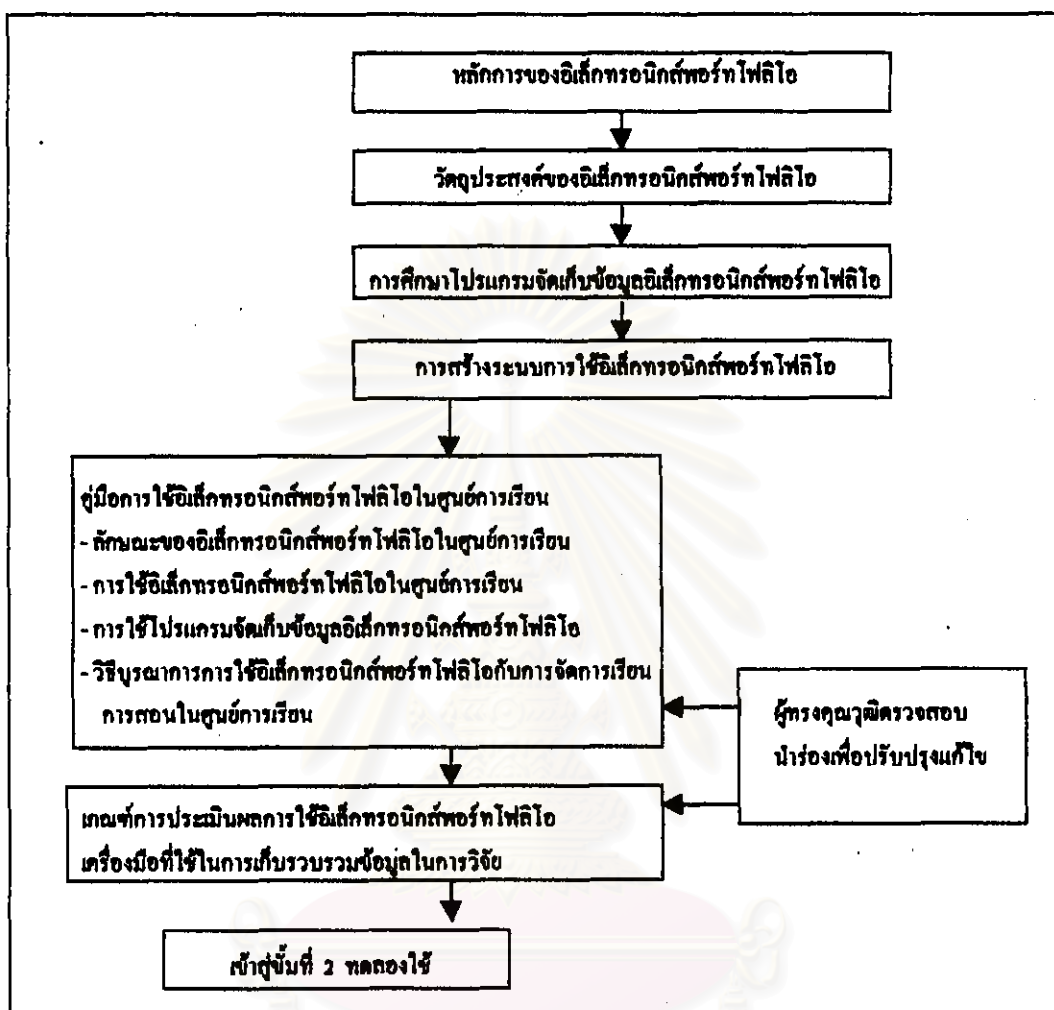 หลักการของอิเล็กทรอนิกส์พอร์ทโฟลิโอ
วัตถุประสงค์ของอิเล็กทรอนิกส์พอร์ทโฟลิโอ
การศึกษาโปรแกรมจัดเก็บข้อมูลอิเล็กทรอนิกส์พอร์ทโฟลิโอ
การสร้างระบบการใช้อิเล็กทรอนิกส์พอร์ทโฟลิโอ
คู่มือการใช้อิเล็กทรอนิกส์พอร์ทโฟลิโอในศูนย์การเรียน
- ลักษณะของอิเล็กทรอนิกส์พอร์ทโฟลิโอในศูนย์การเรียน
- การใช้อิเล็กทรอนิกส์พอร์ทโฟลิโอในศูนย์การเรียน
- การใช้โปรแกรมจัดเก็บข้อมูลอิเล็กทรอนิกส์พอร์ทโฟลิโอ
- วิธีบูรณาการการใช้อิเล็กทรอนิกส์พอร์ทโฟลิโอกับการจัดการเรียน
การสอนในศูนย์การเรียน
ผู้ทรงคุณวุฒิตรวจสอบ
นำร่องเพื่อปรับปรุงแก้ไข
เกณฑ์การประเมินผลการใช้อิเล็กทรอนิกส์พอร์ทโฟลิโอ
เครื่องมือที่ใช้ในการเก็บรวบรวมข้อมูลในการวิจัย
เข้าสู่ขั้นที่ 2 ทดลองใช้